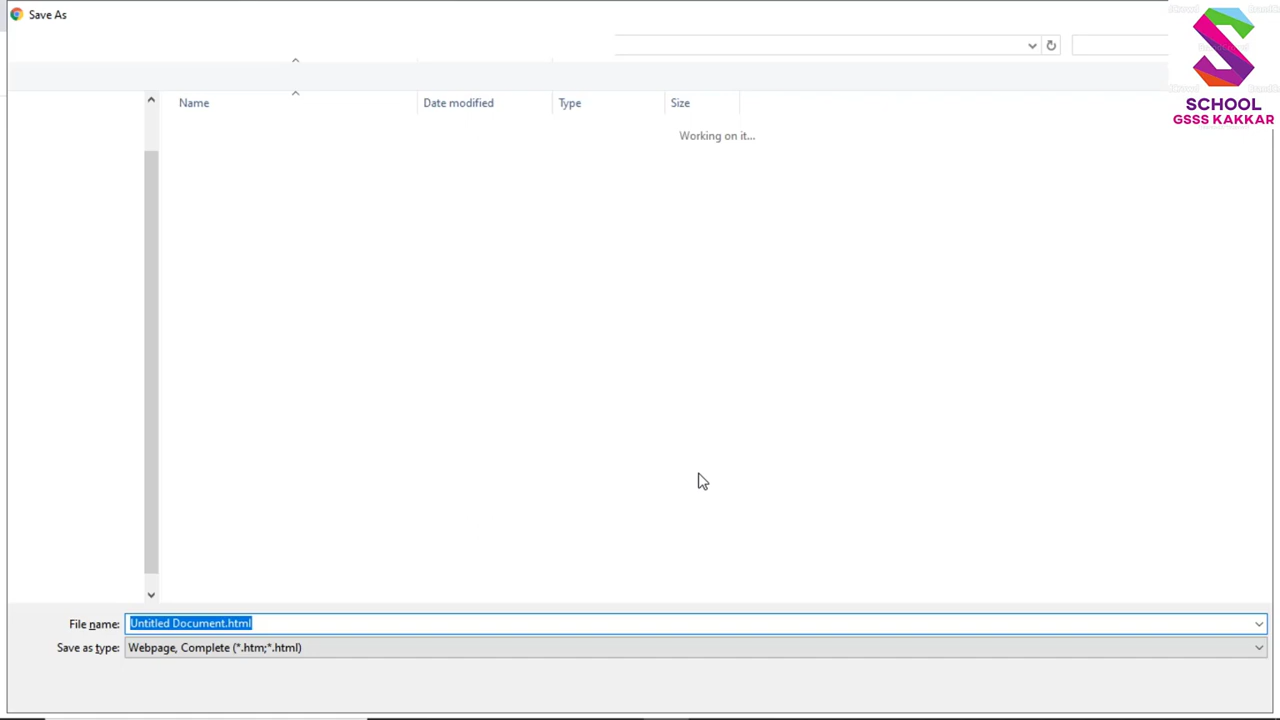 Save As
SCHOOL
GSSS KAKKAR
Name
Date modified
Type
Size
Working on it...
File name:
Untitled Document.html
Save as type:
Webpage, Complete (*.htm;*.html)